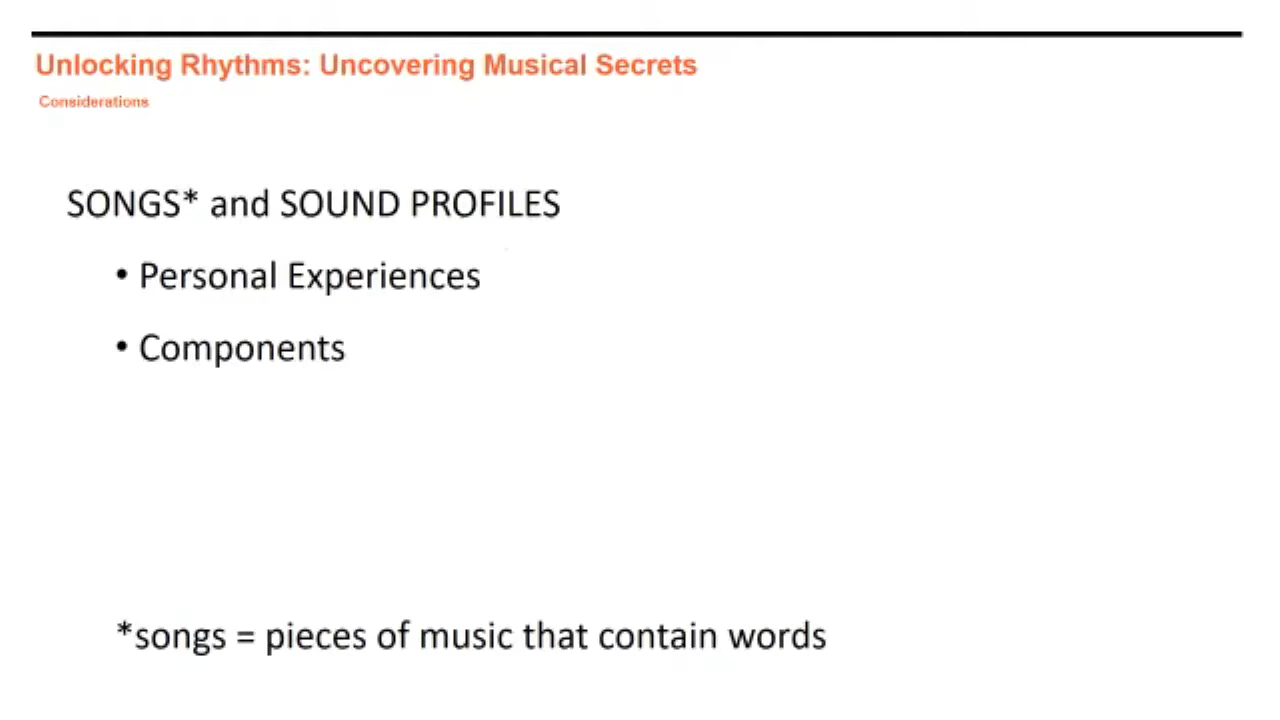 Unlocking Rhythms: Uncovering Musical Secrets
Considerations
SONGS* and SOUND PROFILES
• Personal Experiences
• Components
*songs = pieces of music that contain words